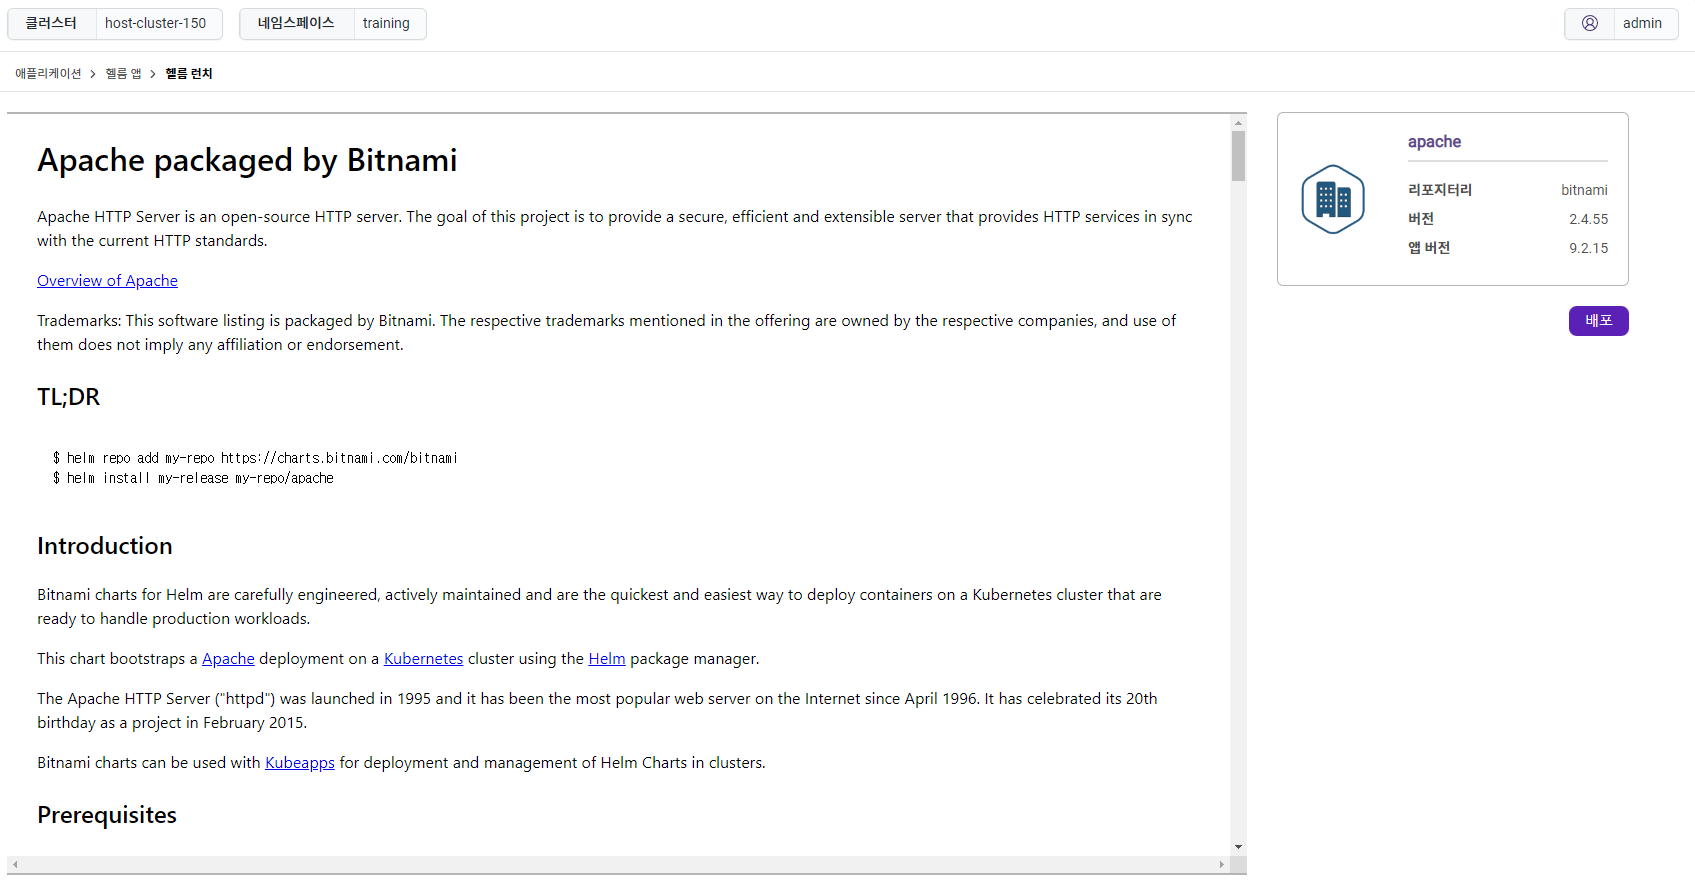 클러스터 host-cluster-150 네임스페이스 training admin
애플리케이션 > 헬름 앱 > 헬름 런치
Apache packaged by Bitnami
Apache HTTP Server is an open-source HTTP server. The goal of this project is to provide a secure, efficient and extensible server that provides HTTP services in sync
with the current HTTP standards.
Overview of Apache
Trademarks: This software listing is packaged by Bitnami. The respective trademarks mentioned in the offering are owned by the respective companies, and use of
them does not imply any affiliation or endorsement.
TL;DR
$ helm repo add my-repo https://charts.bitnami.com/bitnami
$ helm install my-release my-repo/apache
Introduction
Bitnami charts for Helm are carefully engineered, actively maintained and are the quickest and easiest way to deploy containers on a Kubernetes cluster that are
ready to handle production workloads.
This chart bootstraps a Apache deployment on a Kubernetes cluster using the Helm package manager.
The Apache HTTP Server ("httpd") was launched in 1995 and it has been the most popular web server on the Internet since April 1996. It has celebrated its 20th
birthday as a project in February 2015.
Bitnami charts can be used with Kubeapps for deployment and management of Helm Charts in clusters.
Prerequisites
apache
리포지터리 bitnami
버전 2.4.55
앱 버전 9.2.15
배포